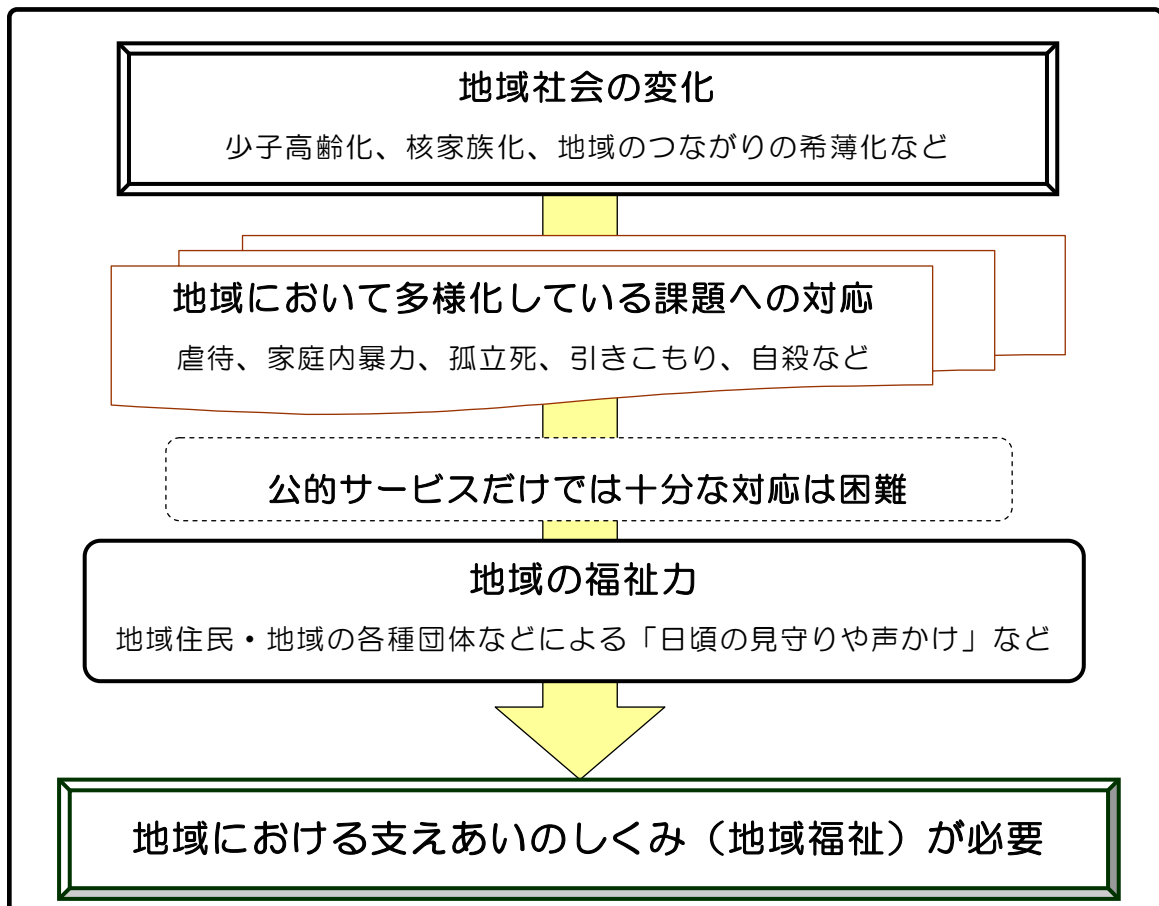 地域社会の変化
少子高齢化、核家族化、地域のつながりの希薄化など
地域において多様化している課題への対応
虐待、家庭内暴力、孤立死、引きこもり、自殺など
公的サービスだけでは十分な対応は困難
地域の福祉力
地域住民・地域の各種団体などによる「日頃の見守りや声かけ」など
地域における支えあいのしくみ（地域福祉）が必要